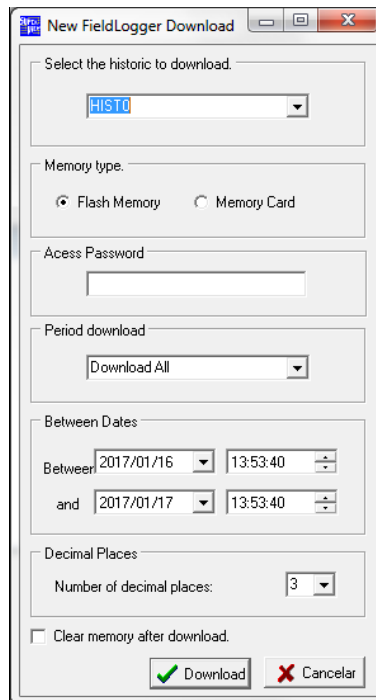 New FieldLogger Download
Select the historic to download.
HIST0
Memory type.
Flash Memory Memory Card
Acess Password
Period download
Download All
Between Dates
Between 2017/01/16 13:53:40
and 2017/01/17 13:53:40
Decimal Places
Number of decimal places: 3
Clear memory after download.
Download Cancelar